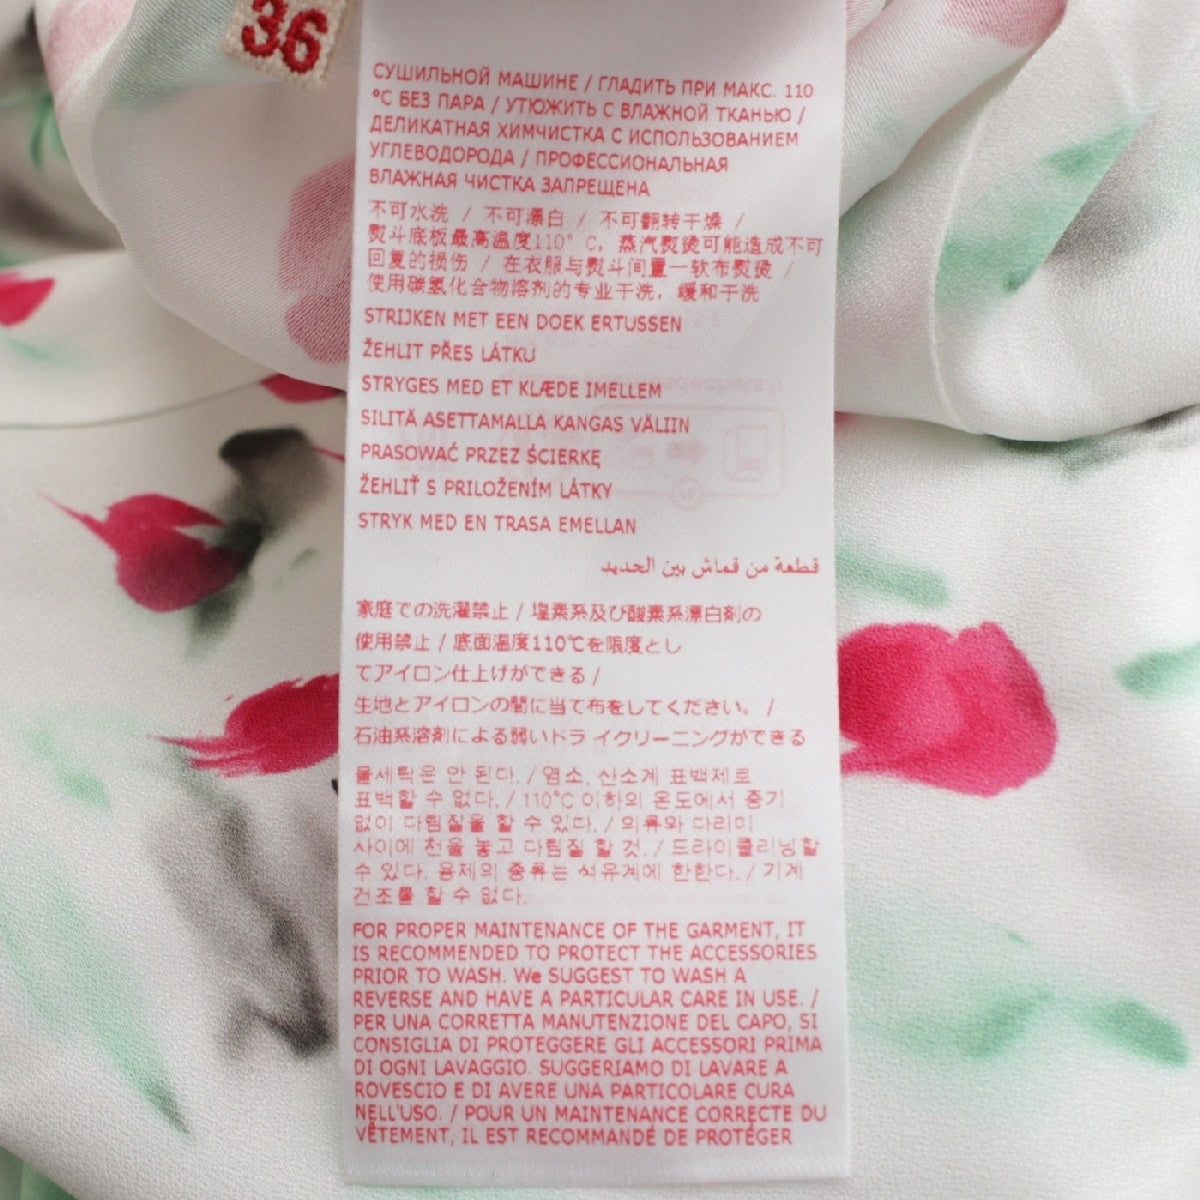 36
СУШИЛЬНОЙ МАШИНЕ / ГЛАДИТЬ ПРИ МАКС. 110
°C БЕЗ ПАРА / УТЮЖИТЬ С ВЛАЖНОЙ ТКАНЬЮ /
ДЕЛИКАТНАЯ ХИМЧИСТКА С ИСПОЛЬЗОВАНИЕМ
УГЛЕВОДОРОДА / ПРОФЕССИОНАЛЬНАЯ
ВЛАЖНАЯ ЧИСТКА ЗАПРЕЩЕНА
不可水洗 / 不可漂白 / 不可翻转干燥 /
熨斗底板最高温度110° C, 蒸汽熨烫可能造成不可
回复的损伤 / 在衣服与熨斗间量一软布熨烫 /
使用碳氢化合物溶剂的专业干洗, 缓和干洗
STRIJKEN MET EEN DOEK ERTUSSEN
ŽEHLIT PŘES LÁTKU
STRYGES MED ET KLÆDE IMELLEM
SILITÄ ASETTAMALLA KANGAS VÄLIIN
PRASOWAĆ PRZEZ ŚCIERKĘ
ŽEHLIŤ S PRILOŽENÍM LÁTKY
STRYK MED EN TRASA EMELLAN
قطعة من قماش بين الحديد
家庭での洗濯禁止 / 塩素系及び酸素系漂白剤の
使用禁止 / 底面温度110℃を限度とし
てアイロン仕上げができる /
生地とアイロンの間に当て布をしてください。 /
石油系溶剤による弱いドラ イクリーニングができる
물세탁은 안 된다. / 염소, 산소계 표백제로
표백할 수 없다. / 110°C 이하의 온도에서 증기
없이 다림질을 할 수 있다. / 의류와 다리미
사이에 천을 놓고 다림질 할 것. / 드라이클리닝할
수 있다. 용제의 종류는 석유계에 한한다. / 기계
건조를 할 수 없다.
FOR PROPER MAINTENANCE OF THE GARMENT, IT
IS RECOMMENDED TO PROTECT THE ACCESSORIES
PRIOR TO WASH. We SUGGEST TO WASH A
REVERSE AND HAVE A PARTICULAR CARE IN USE. /
PER UNA CORRETTA MANUTENZIONE DEL CAPO, SI
CONSIGLIA DI PROTEGGERE GLI ACCESSORI PRIMA
DI OGNI LAVAGGIO. SUGGERIAMO DI LAVARE A
ROVESCIO E DI AVERE UNA PARTICOLARE CURA
NELL'USO. / POUR UN MAINTENANCE CORRECTE DU
VÊTEMENT, IL EST RECOMMANDÉ DE PROTÉGER